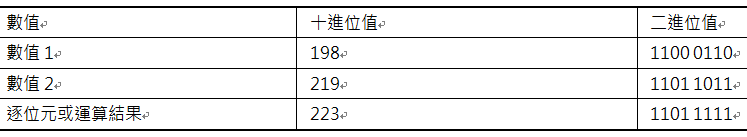 數值 十進位值 二進位值
數值 1 198 1100 0110
數值 2 219 1101 1011
逐位元或運算結果 223 1101 1111